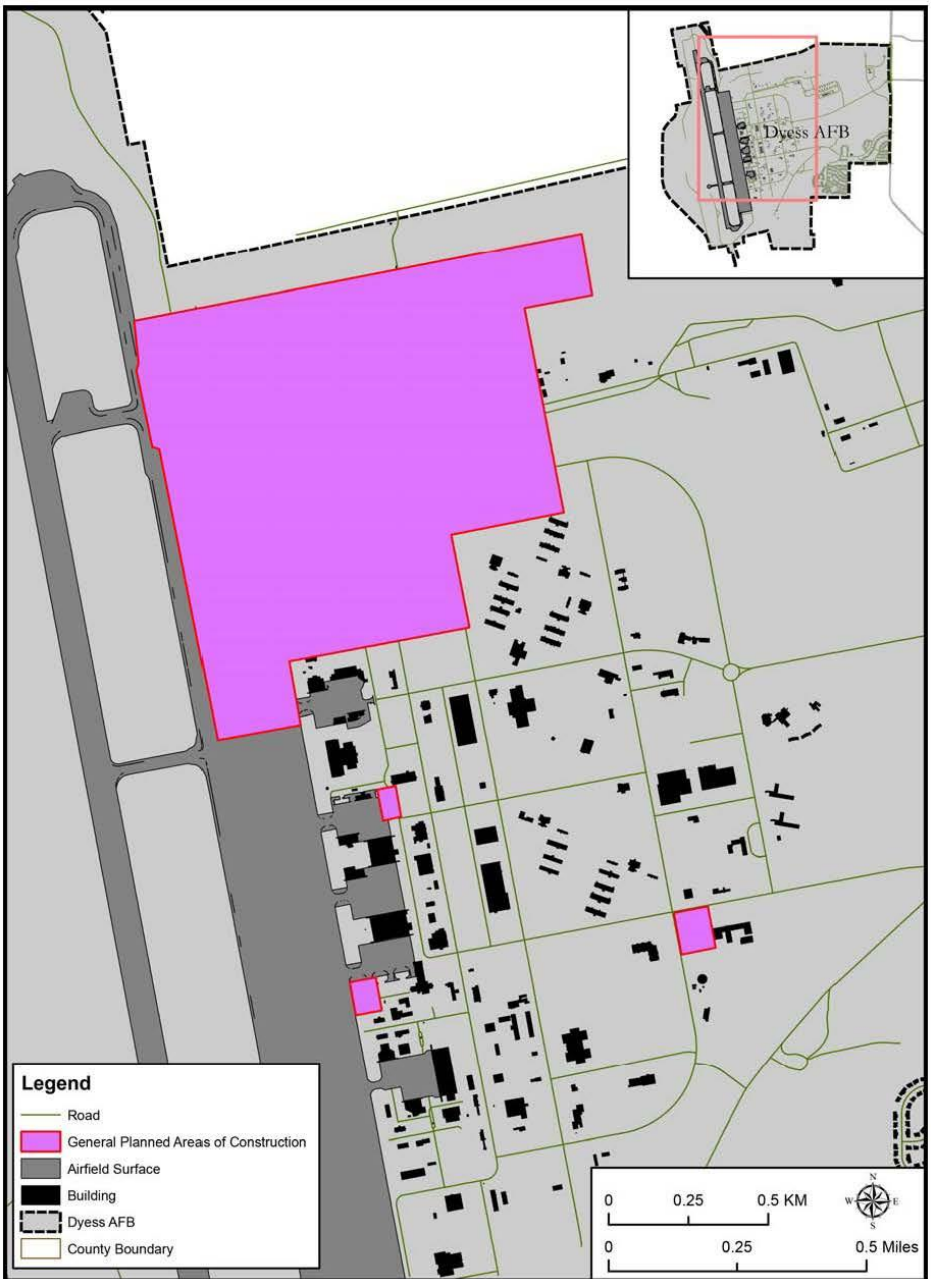 Dyess AFB
Legend
Road
General Planned Areas of Construction
Airfield Surface
Building
Dyess AFB
County Boundary
0 0.25 0.5 KM
N
W E
S
0 0.25 0.5 Miles